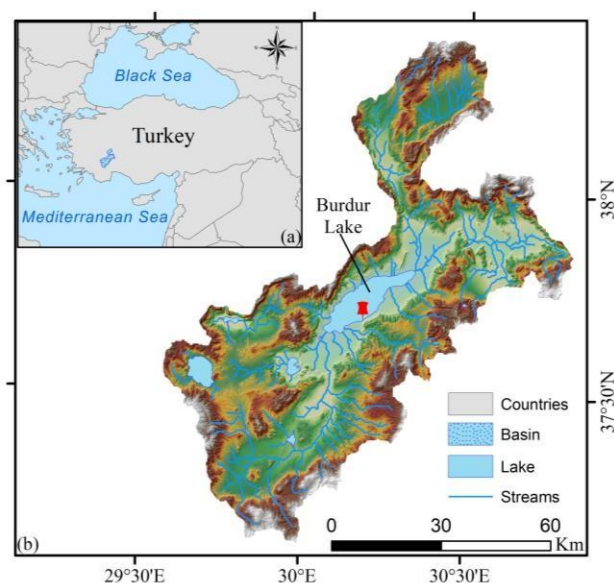 Black Sea
Turkey
Mediterranean Sea
(a)
Burdur
Lake
38°N
37°30'N
Countries
Basin
Lake
Streams
0
30
60
Km
(b)
29°30'E
30°E
30°30'E